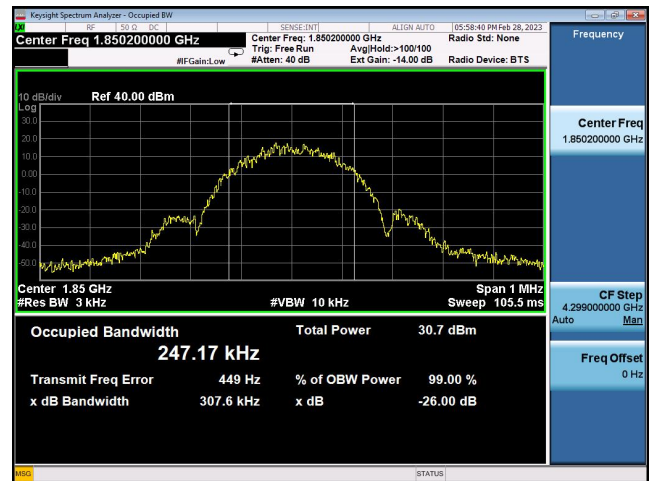 Keysight Spectrum Analyzer - Occupied BW
RF 50 Ω DC SENSE:INT ALIGN AUTO 05:58:40 PM Feb 28, 2023
Center Freq 1.850200000 GHz Center Freq: 1.850200000 GHz Radio Std: None
Trig: Free Run Avg|Hold:>100/100
#IFGain:Low #Atten: 40 dB Ext Gain: -14.00 dB Radio Device: BTS
Frequency
10 dB/div Ref 40.00 dBm
Log
30.0
20.0
10.0
0.00
-10.0
-20.0
-30.0
-40.0
-50.0
Center 1.85 GHz Span 1 MHz
#Res BW 3 kHz #VBW 10 kHz Sweep 105.5 ms
Center Freq
1.850200000 GHz
CF Step
4.299000000 GHz
Auto Man
Freq Offset
0 Hz
Occupied Bandwidth Total Power 30.7 dBm
247.17 kHz
Transmit Freq Error 449 Hz % of OBW Power 99.00 %
x dB Bandwidth 307.6 kHz x dB -26.00 dB
MSG STATUS